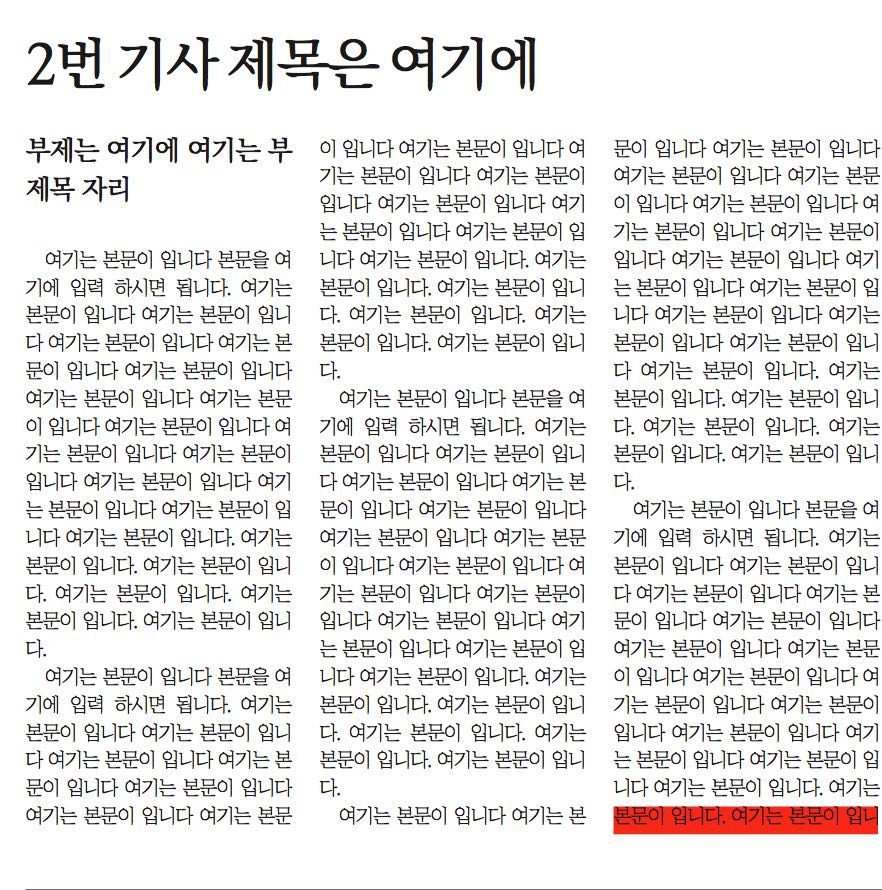 2번 기사 제목은 여기에
부제는 여기에 여기는 부
제목 자리
여기는 본문이 입니다 본문을 여
기에 입력 하시면 됩니다. 여기는
본문이 입니다 여기는 본문이 입니
다 여기는 본문이 입니다 여기는 본
문이 입니다 여기는 본문이 입니다
여기는 본문이 입니다 여기는 본문
이 입니다 여기는 본문이 입니다 여
기는 본문이 입니다 여기는 본문이
입니다 여기는 본문이 입니다 여기
는 본문이 입니다 여기는 본문이 입
니다 여기는 본문이 입니다. 여기는
본문이 입니다. 여기는 본문이 입니
다. 여기는 본문이 입니다. 여기는
본문이 입니다. 여기는 본문이 입니
다.
여기는 본문이 입니다 본문을 여
기에 입력 하시면 됩니다. 여기는
본문이 입니다 여기는 본문이 입니
다 여기는 본문이 입니다 여기는 본
문이 입니다 여기는 본문이 입니다
여기는 본문이 입니다 여기는 본문
이 입니다 여기는 본문이 입니다 여
기는 본문이 입니다 여기는 본문이
입니다 여기는 본문이 입니다 여기
는 본문이 입니다 여기는 본문이 입
니다 여기는 본문이 입니다. 여기는
본문이 입니다. 여기는 본문이 입니
다. 여기는 본문이 입니다. 여기는
본문이 입니다. 여기는 본문이 입니
다.
여기는 본문이 입니다 본문을 여
기에 입력 하시면 됩니다. 여기는
본문이 입니다 여기는 본문이 입니
다 여기는 본문이 입니다 여기는 본
문이 입니다 여기는 본문이 입니다
여기는 본문이 입니다 여기는 본문
이 입니다 여기는 본문이 입니다 여
기는 본문이 입니다 여기는 본문이
입니다 여기는 본문이 입니다 여기
는 본문이 입니다 여기는 본문이 입
니다 여기는 본문이 입니다. 여기는
본문이 입니다. 여기는 본문이 입니
다. 여기는 본문이 입니다. 여기는
본문이 입니다. 여기는 본문이 입니
다.
여기는 본문이 입니다 여기는 본
문이 입니다 여기는 본문이 입니다
여기는 본문이 입니다 여기는 본문
이 입니다 여기는 본문이 입니다 여
기는 본문이 입니다 여기는 본문이
입니다 여기는 본문이 입니다 여기
는 본문이 입니다 여기는 본문이 입
니다 여기는 본문이 입니다 여기는
본문이 입니다 여기는 본문이 입니
다 여기는 본문이 입니다. 여기는
본문이 입니다. 여기는 본문이 입니
다. 여기는 본문이 입니다. 여기는
본문이 입니다. 여기는 본문이 입니
다.
여기는 본문이 입니다 본문을 여
기에 입력 하시면 됩니다. 여기는
본문이 입니다 여기는 본문이 입니
다 여기는 본문이 입니다 여기는 본
문이 입니다 여기는 본문이 입니다
여기는 본문이 입니다 여기는 본문
이 입니다 여기는 본문이 입니다 여
기는 본문이 입니다 여기는 본문이
입니다 여기는 본문이 입니다 여기
는 본문이 입니다 여기는 본문이 입
니다 여기는 본문이 입니다. 여기는
본문이 입니다. 여기는 본문이 입니